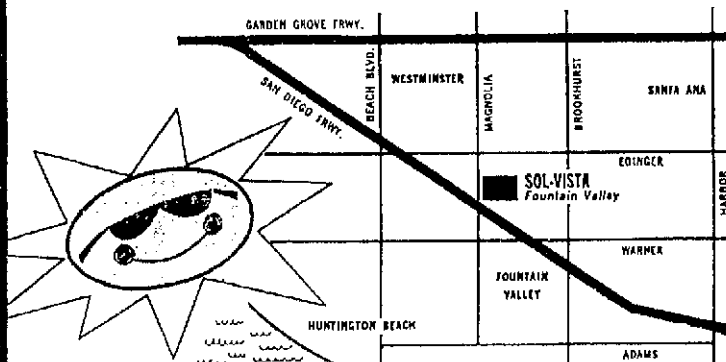 GARDEN GROVE FRWY.
SAN DIEGO FRWY.
BEACH BLVD.
WESTMINSTER
MAGNOLIA
BROOKHURST
SANTA ANA
EDINGER
HARBOR
SOL-VISTA
Fountain Valley
WARNER
FOUNTAIN
VALLEY
HUNTINGTON BEACH
ADAMS